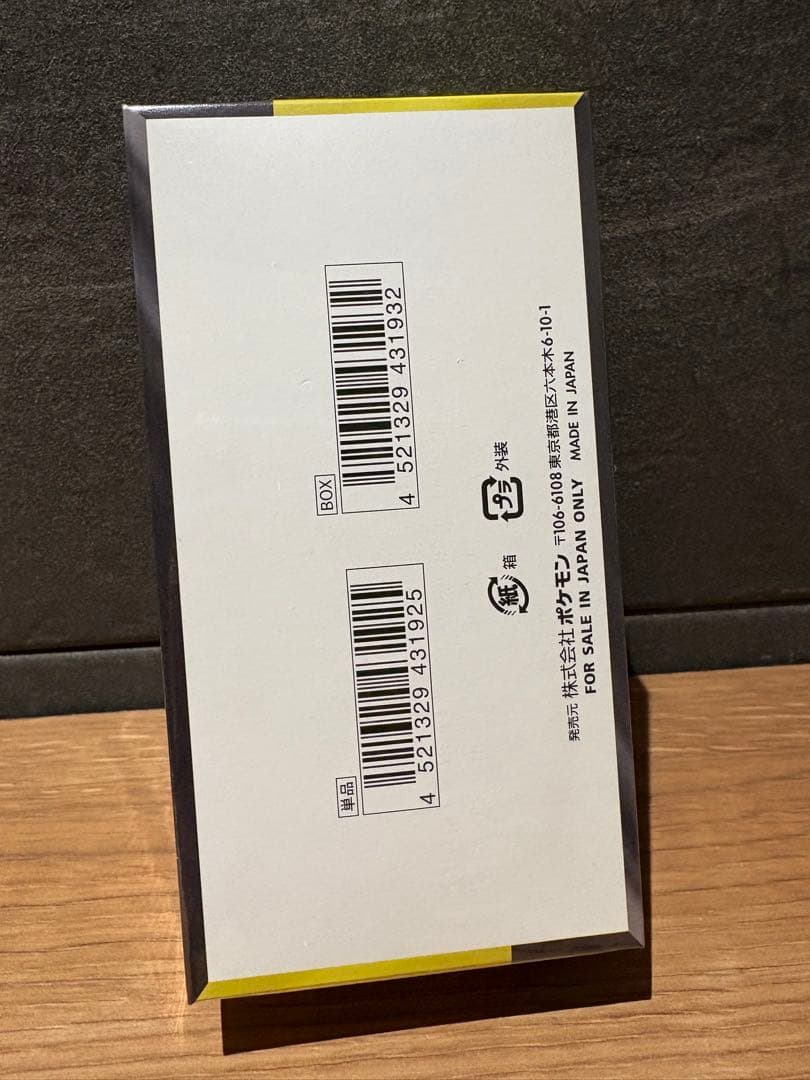 単品
4 521329 431925
BOX
4 521329 431932
紙 箱
プラ 外装
発売元 株式会社 ポケモン 〒106-6108 東京都港区六本木6-10-1
FOR SALE IN JAPAN ONLY MADE IN JAPAN